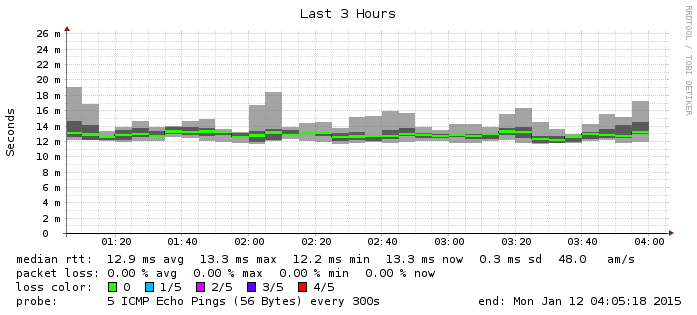 Last 3 Hours
RRDTOOL / TOBI OETIKER
Seconds
26 m
24 m
22 m
20 m
18 m
16 m
14 m
12 m
10 m
8 m
6 m
4 m
2 m
0
01:20 01:40 02:00 02:20 02:40 03:00 03:20 03:40 04:00
median rtt: 12.9 ms avg 13.3 ms max 12.2 ms min 13.3 ms now 0.3 ms sd 48.0 am/s
packet loss: 0.00 % avg 0.00 % max 0.00 % min 0.00 % now
loss color: 0 1/5 2/5 3/5 4/5
probe: 5 ICMP Echo Pings (56 Bytes) every 300s end: Mon Jan 12 04:05:18 2015